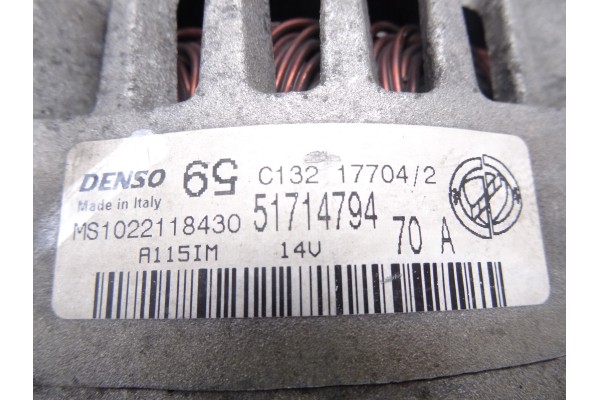 DENSO 65 C132 17704/2
Made in Italy
MS1022118430 51714794 70 A
A115IM 14V